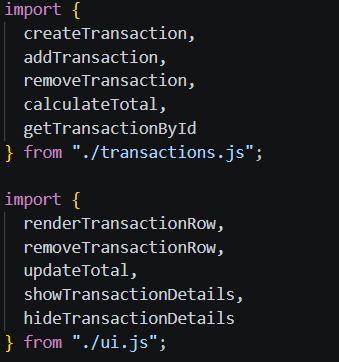 import {
  createTransaction,
  addTransaction,
  removeTransaction,
  calculateTotal,
  getTransactionById
} from "./transactions.js";

import {
  renderTransactionRow,
  removeTransactionRow,
  updateTotal,
  showTransactionDetails,
  hideTransactionDetails
} from "./ui.js";